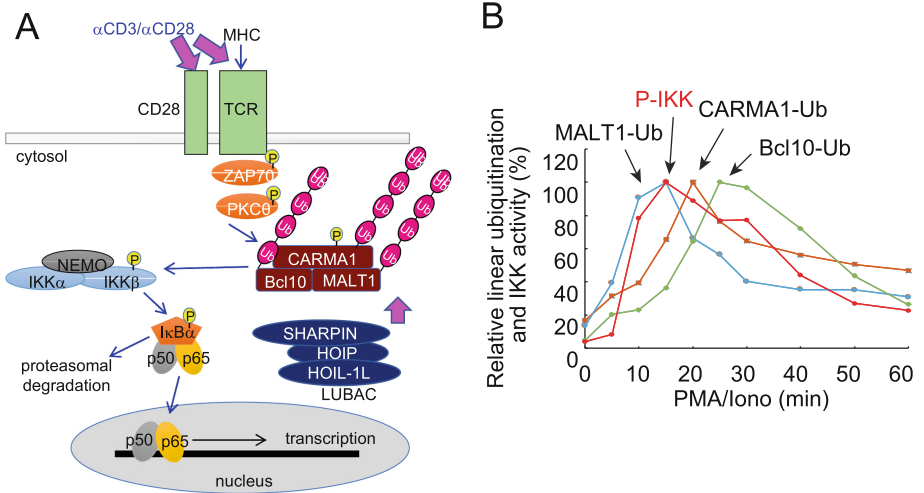 A
αCD3/αCD28
MHC
CD28
TCR
cytosol
P
ZAP70
P
PKCθ
Ub Ub Ub Ub Ub
Ub Ub Ub Ub Ub
Ub Ub Ub Ub Ub
P
CARMA1
Bcl10
MALT1
NEMO
P
IKKα
IKKβ
P
IκBα
p50
p65
proteasomal
degradation
SHARPIN
HOIP
HOIL-1L
LUBAC
p50
p65
transcription
nucleus
B
P-IKK
CARMA1-Ub
MALT1-Ub
Bcl10-Ub
Relative linear ubiquitination
and IKK activity (%)
120
100
80
60
40
20
0
0 10 20 30 40 50 60
PMA/Iono (min)